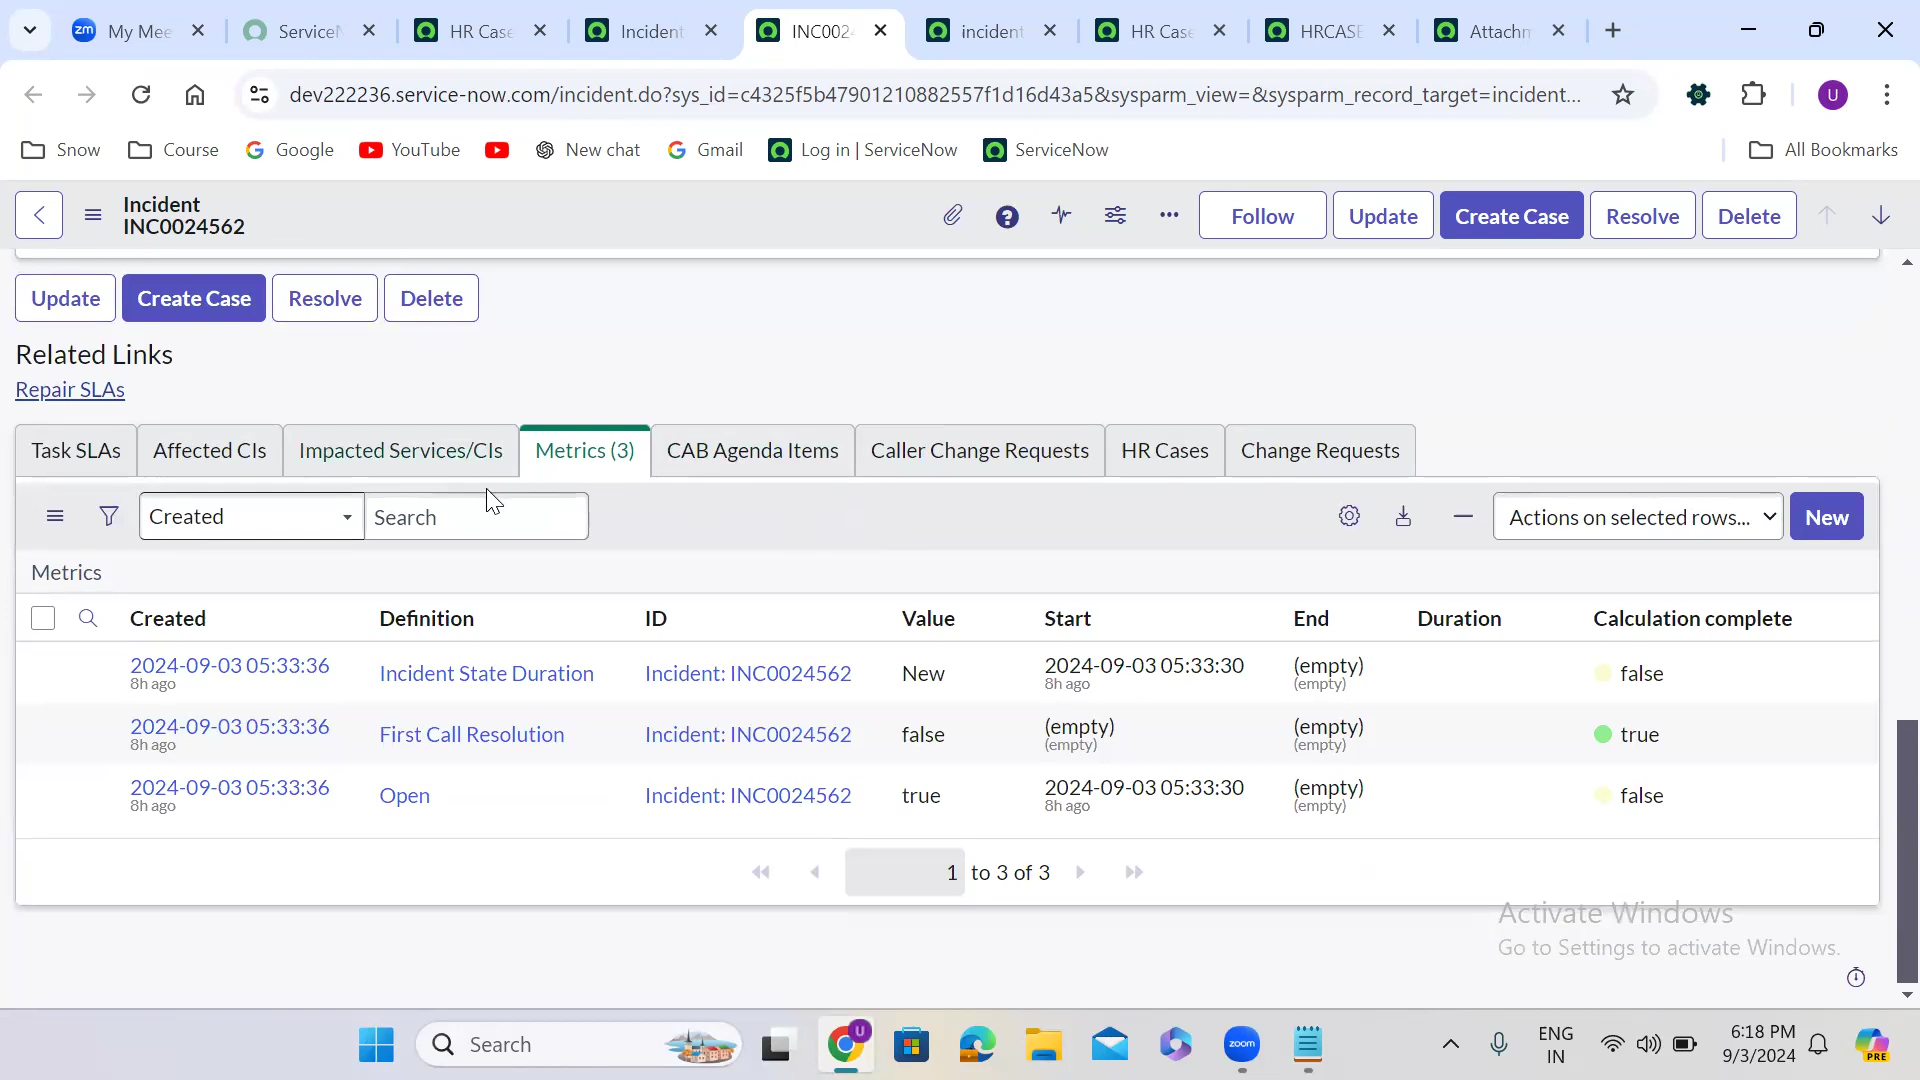 zm My Mee
ServiceN
HR Case
Incident
INC0024
incident
HR Case
HRCASE
Attachm
dev222236.service-now.com/incident.do?sys_id=c4325f5b47901210882557f1d16d43a5&sysparm_view=&sysparm_record_target=incident...
U
Snow
Course
Google
YouTube
New chat
Gmail
Log in | ServiceNow
ServiceNow
All Bookmarks
Incident
INC0024562
Follow
Update
Create Case
Resolve
Delete
Update
Create Case
Resolve
Delete
Related Links
Repair SLAs
Task SLAs
Affected CIs
Impacted Services/CIs
Metrics (3)
CAB Agenda Items
Caller Change Requests
HR Cases
Change Requests
Created
Search
Actions on selected rows...
New
Metrics
Created Definition ID Value Start End Duration Calculation complete
2024-09-03 05:33:36 Incident State Duration Incident: INC0024562 New 2024-09-03 05:33:30 (empty) false
8h ago 8h ago (empty)
2024-09-03 05:33:36 First Call Resolution Incident: INC0024562 false (empty) (empty) true
8h ago (empty) (empty)
2024-09-03 05:33:36 Open Incident: INC0024562 true 2024-09-03 05:33:30 (empty) false
8h ago 8h ago (empty)
1 to 3 of 3
Activate Windows
Go to Settings to activate Windows.
Search
U
zoom
ENG
IN
6:18 PM
9/3/2024
PRE